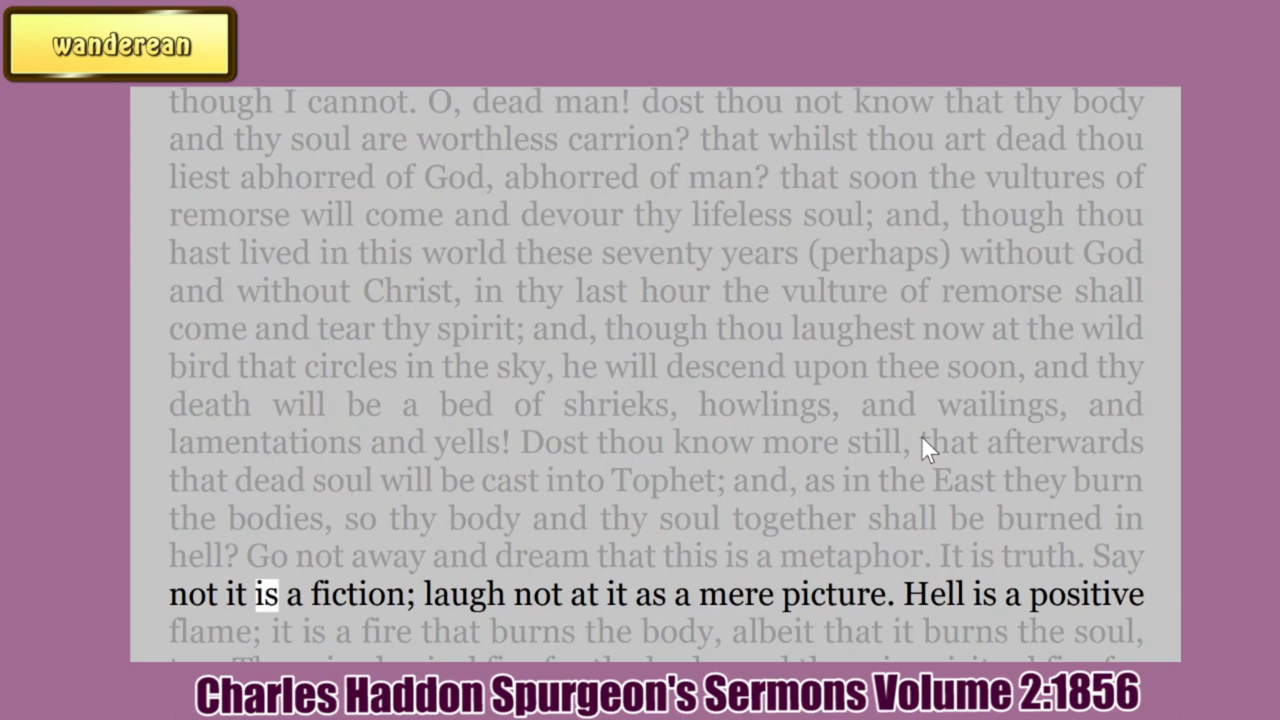 wanderean
though I cannot. O, dead man! dost thou not know that thy body
and thy soul are worthless carrion? that whilst thou art dead thou
liest abhorred of God, abhorred of man? that soon the vultures of
remorse will come and devour thy lifeless soul; and, though thou
hast lived in this world these seventy years (perhaps) without God
and without Christ, in thy last hour the vulture of remorse shall
come and tear thy spirit; and, though thou laughest now at the wild
bird that circles in the sky, he will descend upon thee soon, and thy
death will be a bed of shrieks, howlings, and wailings, and
lamentations and yells! Dost thou know more still, that afterwards
that dead soul will be cast into Tophet; and, as in the East they burn
the bodies, so thy body and thy soul together shall be burned in
hell? Go not away and dream that this is a metaphor. It is truth. Say
not it is a fiction; laugh not at it as a mere picture. Hell is a positive
flame; it is a fire that burns the body, albeit that it burns the soul,
Charles Haddon Spurgeon's Sermons Volume 2:1856